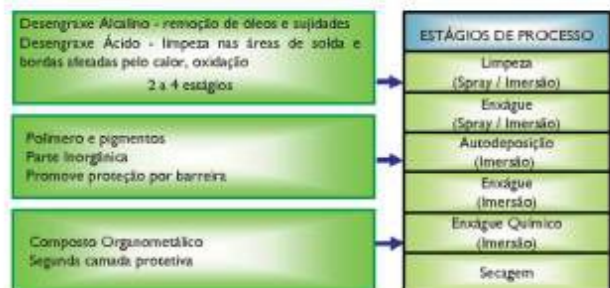 Desengraxe Alcalino - remoção de óleos e sujidades
Desengraxe Ácido - limpeza nas áreas de solda e
bordas afetadas pelo calor, oxidação
2 a 4 estágios
Polímero e pigmentos
Parte Inorgânica
Promove proteção por barreira
Composto Organometálico
Segunda camada protetiva
ESTÁGIOS DE PROCESSO
Limpeza
(Spray / Imersão)
Enxágue
(Spray / Imersão)
Autodeposição
(Imersão)
Enxágue
(Imersão)
Enxágue Químico
(Imersão)
Secagem